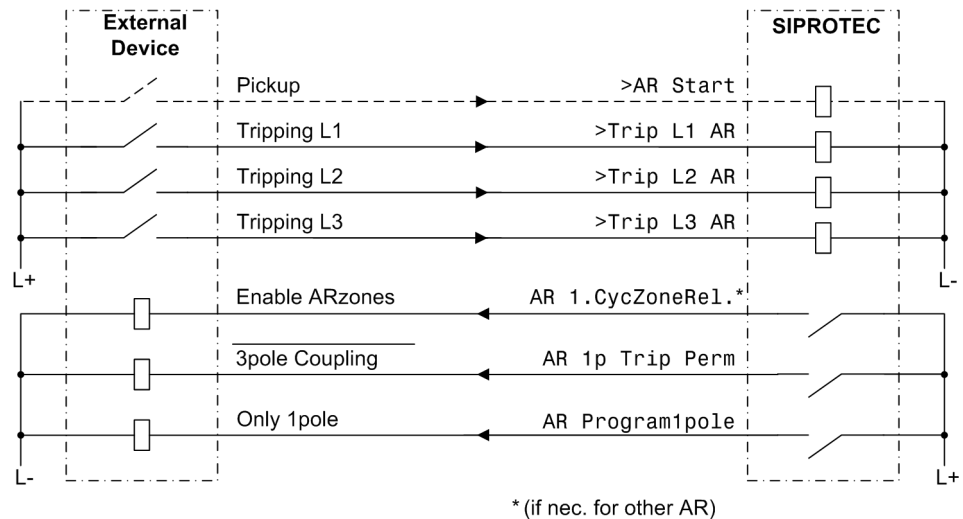 External
Device
SIPROTEC
Pickup
>AR Start
Tripping L1
>Trip L1 AR
Tripping L2
>Trip L2 AR
Tripping L3
>Trip L3 AR
L+
L-
Enable ARzones
AR 1.CycZoneRel.*
3pole Coupling
AR 1p Trip Perm
Only 1pole
AR Program1pole
L-
L+
* (if nec. for other AR)